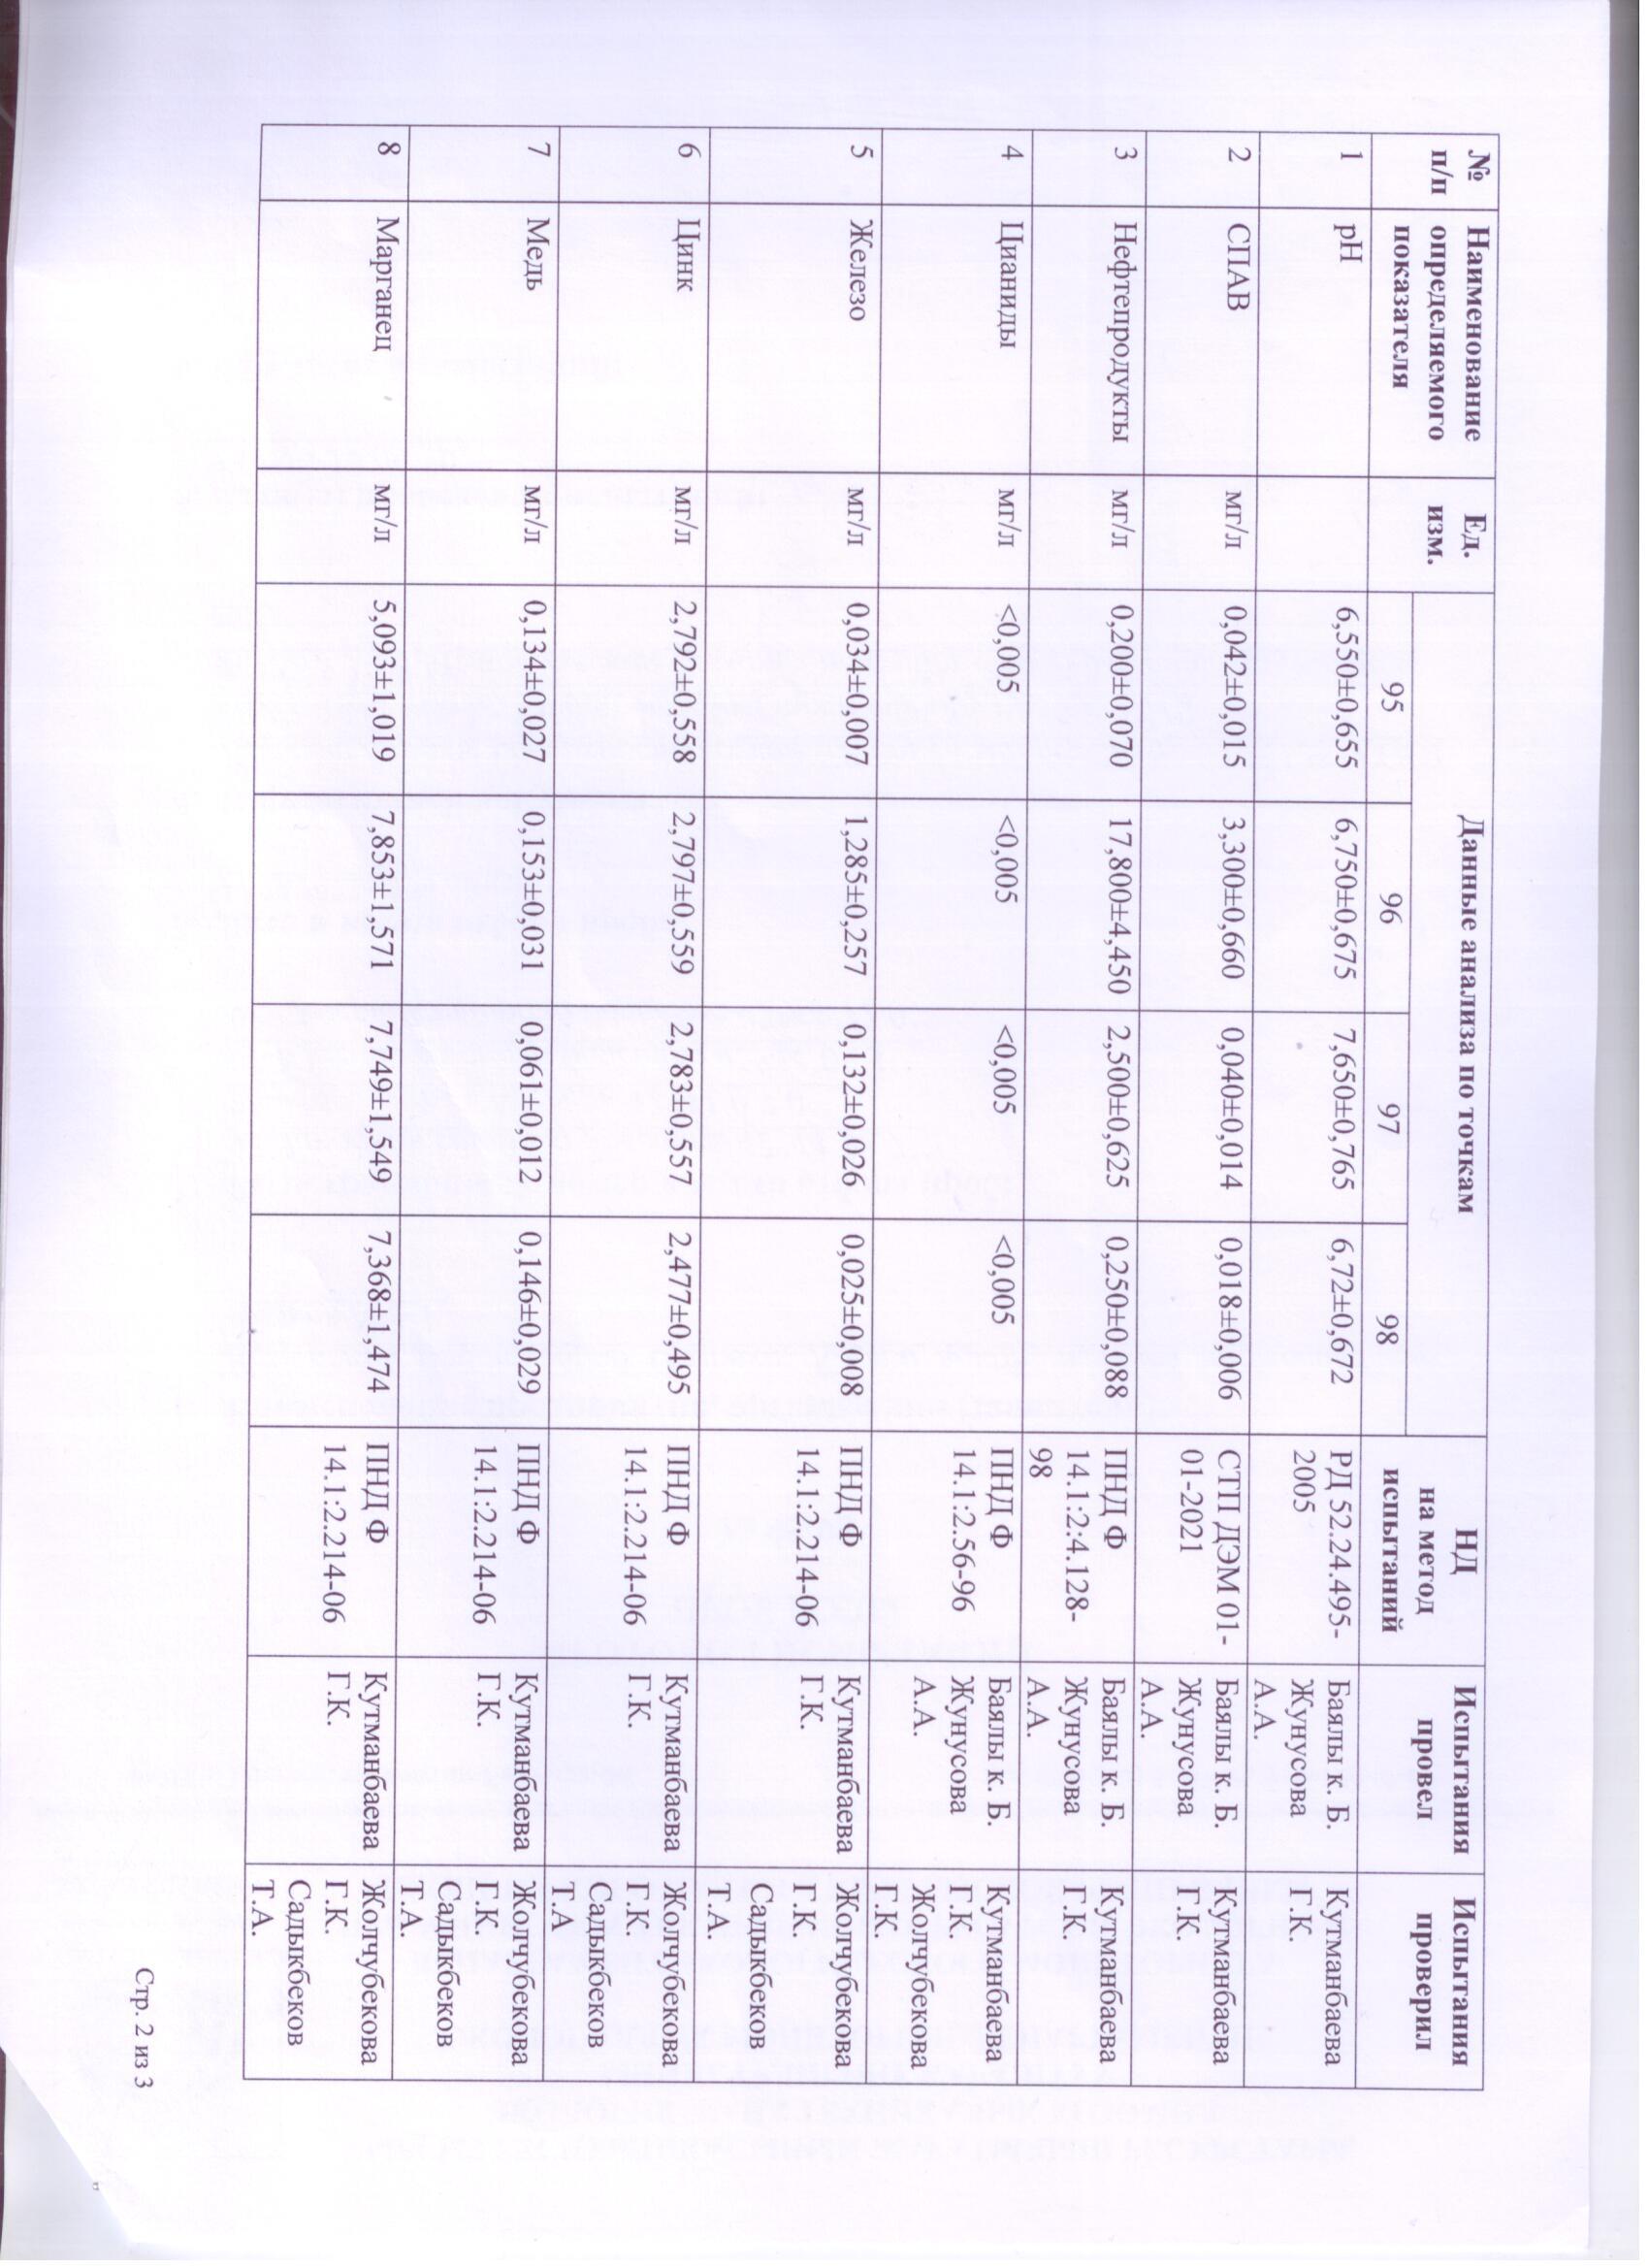 № п/п | Наименование определяемого показателя | Ед. изм. | Данные анализа по точкам | НД на метод испытаний | Испытания провел | Испытания проверил
95 | 96 | 97 | 98
1 | pH | | 6,550±0,655 | 6,750±0,675 | 7,650±0,765 | 6,72±0,672 | РД 52.24.495-2005 | Баялы к. Б. Жунусова А.А. | Кутманбаева Г.К.
2 | СПАВ | мг/л | 0,042±0,015 | 3,300±0,660 | 0,040±0,014 | 0,018±0,006 | СТП ДЭМ 01-01-2021 | Баялы к. Б. Жунусова А.А. | Кутманбаева Г.К.
3 | Нефтепродукты | мг/л | 0,200±0,070 | 17,800±4,450 | 2,500±0,625 | 0,250±0,088 | ПНД Ф 14.1:2:4.128-98 | Баялы к. Б. Жунусова А.А. | Кутманбаева Г.К.
4 | Цианиды | мг/л | <0,005 | <0,005 | <0,005 | <0,005 | ПНД Ф 14.1:2.56-96 | Баялы к. Б. Жунусова А.А. | Кутманбаева Г.К. Жолчубекова Г.К.
5 | Железо | мг/л | 0,034±0,007 | 1,285±0,257 | 0,132±0,026 | 0,025±0,008 | ПНД Ф 14.1:2.214-06 | Кутманбаева Г.К. | Жолчубекова Г.К. Садыкбеков Т.А.
6 | Цинк | мг/л | 2,792±0,558 | 2,797±0,559 | 2,783±0,557 | 2,477±0,495 | ПНД Ф 14.1:2.214-06 | Кутманбаева Г.К. | Жолчубекова Г.К. Садыкбеков Т.А
7 | Медь | мг/л | 0,134±0,027 | 0,153±0,031 | 0,061±0,012 | 0,146±0,029 | ПНД Ф 14.1:2.214-06 | Кутманбаева Г.К. | Жолчубекова Г.К. Садыкбеков Т.А.
8 | Марганец | мг/л | 5,093±1,019 | 7,853±1,571 | 7,749±1,549 | 7,368±1,474 | ПНД Ф 14.1:2.214-06 | Кутманбаева Г.К. | Жолчубекова Г.К. Садыкбеков Т.А.
Стр. 2 из 3